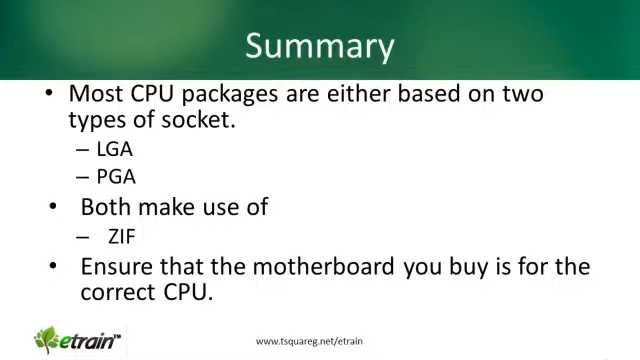 Summary
• Most CPU packages are either based on two
types of socket.
– LGA
– PGA
• Both make use of
– ZIF
• Ensure that the motherboard you buy is for the
correct CPU.
etrain™
www.tsquareg.net/etrain